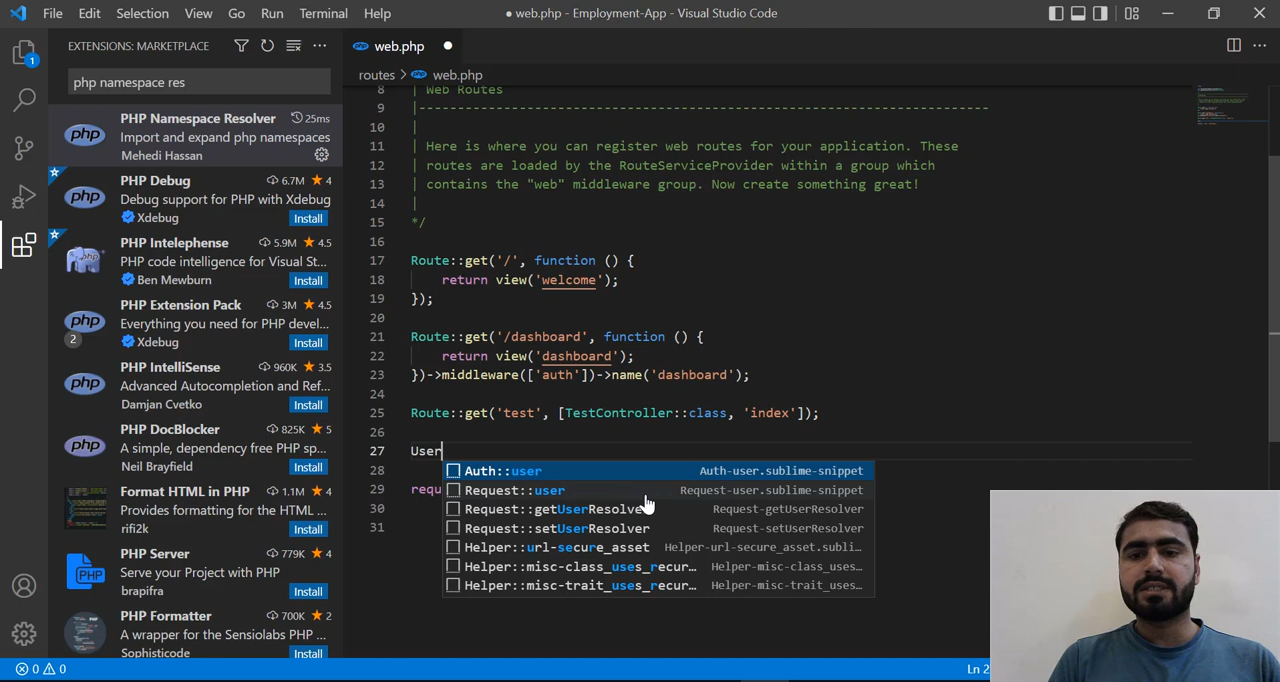 File Edit Selection View Go Run Terminal Help
● web.php - Employment-App - Visual Studio Code
EXTENSIONS: MARKETPLACE
php namespace res
PHP Namespace Resolver 25ms
Import and expand php namespaces
Mehedi Hassan
PHP Debug 6.7M ★ 4
Debug support for PHP with Xdebug
Xdebug Install
PHP Intelephense 5.9M ★ 4.5
PHP code intelligence for Visual St...
Ben Mewburn Install
PHP Extension Pack 3M ★ 4.5
Everything you need for PHP devel...
Xdebug Install
2
PHP IntelliSense 960K ★ 3.5
Advanced Autocompletion and Ref...
Damjan Cvetko Install
PHP DocBlocker 825K ★ 5
A simple, dependency free PHP sp...
Neil Brayfield Install
Format HTML in PHP 1.1M ★ 4
Provides formatting for the HTML ...
rifi2k Install
PHP Server 779K ★ 4
Serve your Project with PHP
brapifra Install
PHP Formatter 700K ★ 2
A wrapper for the Sensiolabs PHP ...
Sophisticode Install
1
php web.php ●
routes > php web.php
8 | Web Routes
9 |--------------------------------------------------------------------------
10 |
11 | Here is where you can register web routes for your application. These
12 | routes are loaded by the RouteServiceProvider within a group which
13 | contains the "web" middleware group. Now create something great!
14 |
15 */
16
17 Route::get('/', function () {
18 return view('welcome');
19 });
20
21 Route::get('/dashboard', function () {
22 return view('dashboard');
23 })->middleware(['auth'])->name('dashboard');
24
25 Route::get('test', [TestController::class, 'index']);
26
27 User
28
29 requ
30
31
Auth::user Auth-user.sublime-snippet
Request::user Request-user.sublime-snippet
Request::getUserResolve Request-getUserResolver
Request::setUserResolver Request-setUserResolver
Helper::url-secure_asset Helper-url-secure_asset.subli...
Helper::misc-class_uses_recur... Helper-misc-class_uses...
Helper::misc-trait_uses_recur... Helper-misc-trait_uses...
0 0
Ln 2